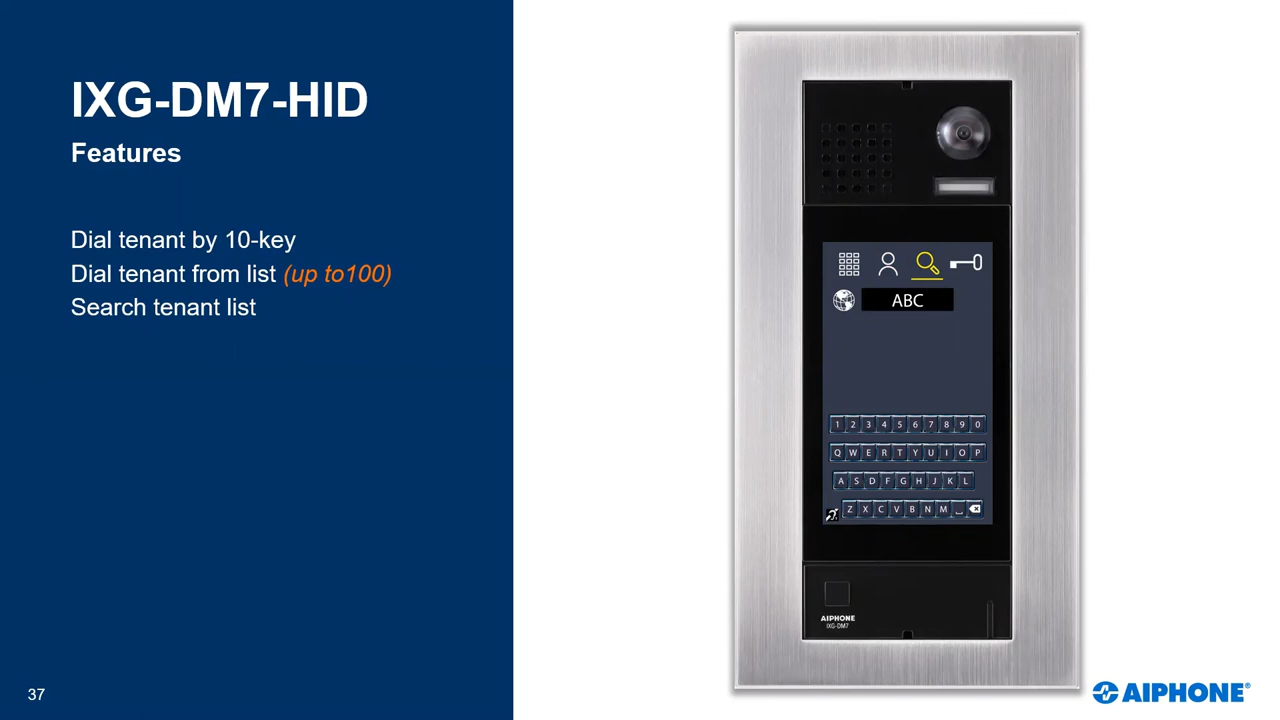 IXG-DM7-HID
Features
Dial tenant by 10-key
Dial tenant from list (up to100)
Search tenant list
37
ABC
1 2 3 4 5 6 7 8 9 0
Q W E R T Y U I O P
A S D F G H J K L
Z X C V B N M
AIPHONE
IXG-DM7
AIPHONE®